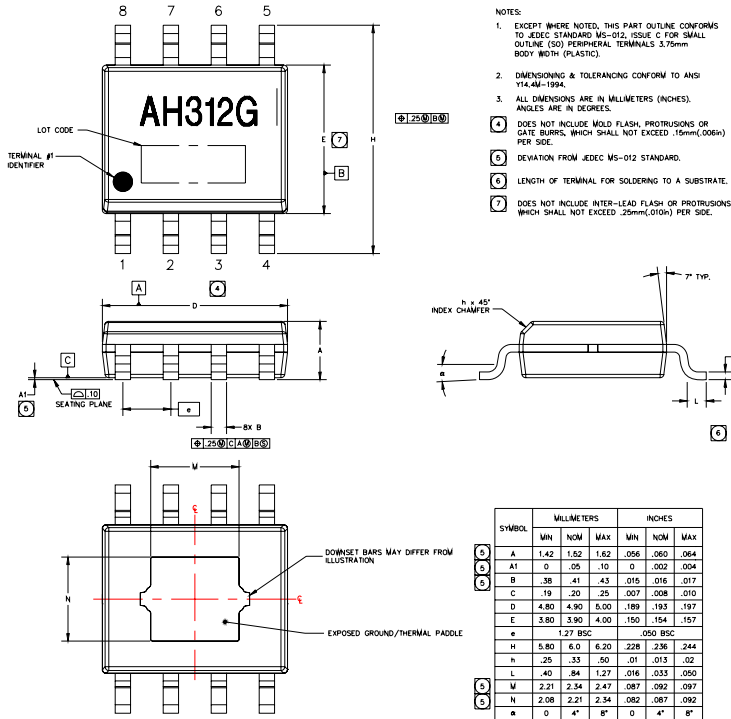 8 7 6 5
AH312G
LOT CODE
TERMINAL #1
IDENTIFIER
E 7
B
H
⌖ .25Ⓜ BⓂ
1 2 3 4
NOTES:
1. EXCEPT WHERE NOTED, THIS PART OUTLINE CONFORMS
TO JEDEC STANDARD MS-012, ISSUE C FOR SMALL
OUTLINE (SO) PERIPHERAL TERMINALS 3.75mm
BODY WIDTH (PLASTIC).
2. DIMENSIONING & TOLERANCING CONFORM TO ANSI
Y14.4M-1994.
3. ALL DIMENSIONS ARE IN MILLIMETERS (INCHES).
ANGLES ARE IN DEGREES.
4 DOES NOT INCLUDE MOLD FLASH, PROTRUSIONS OR
GATE BURRS, WHICH SHALL NOT EXCEED .15mm(.006in)
PER SIDE.
5 DEVIATION FROM JEDEC MS-012 STANDARD.
6 LENGTH OF TERMINAL FOR SOLDERING TO A SUBSTRATE.
7 DOES NOT INCLUDE INTER-LEAD FLASH OR PROTRUSIONS
WHICH SHALL NOT EXCEED .25mm(.010in) PER SIDE.
A
4
D
A
C
A1
5
⌓ .10
SEATING PLANE
e
8X B
⌖ .25Ⓜ C AⓂ BⓈ
7° TYP.
h x 45°
INDEX CHAMFER
α
L
6
M
N
℄
℄
DOWNSET BARS MAY DIFFER FROM
ILLUSTRATION
EXPOSED GROUND/THERMAL PADDLE
SYMBOL MILLIMETERS INCHES
MIN NOM MAX MIN NOM MAX
5 A 1.42 1.52 1.62 .056 .060 .064
5 A1 0 .05 .10 0 .002 .004
5 B .38 .41 .43 .015 .016 .017
C .19 .20 .25 .007 .008 .010
D 4.80 4.90 5.00 .189 .193 .197
E 3.80 3.90 4.00 .150 .154 .157
e 1.27 BSC .050 BSC
H 5.80 6.0 6.20 .228 .236 .244
h .25 .33 .50 .01 .013 .02
L .40 .84 1.27 .016 .033 .050
5 M 2.21 2.34 2.47 .087 .092 .097
5 N 2.08 2.21 2.34 .082 .087 .092
α 0 4° 8° 0 4° 8°